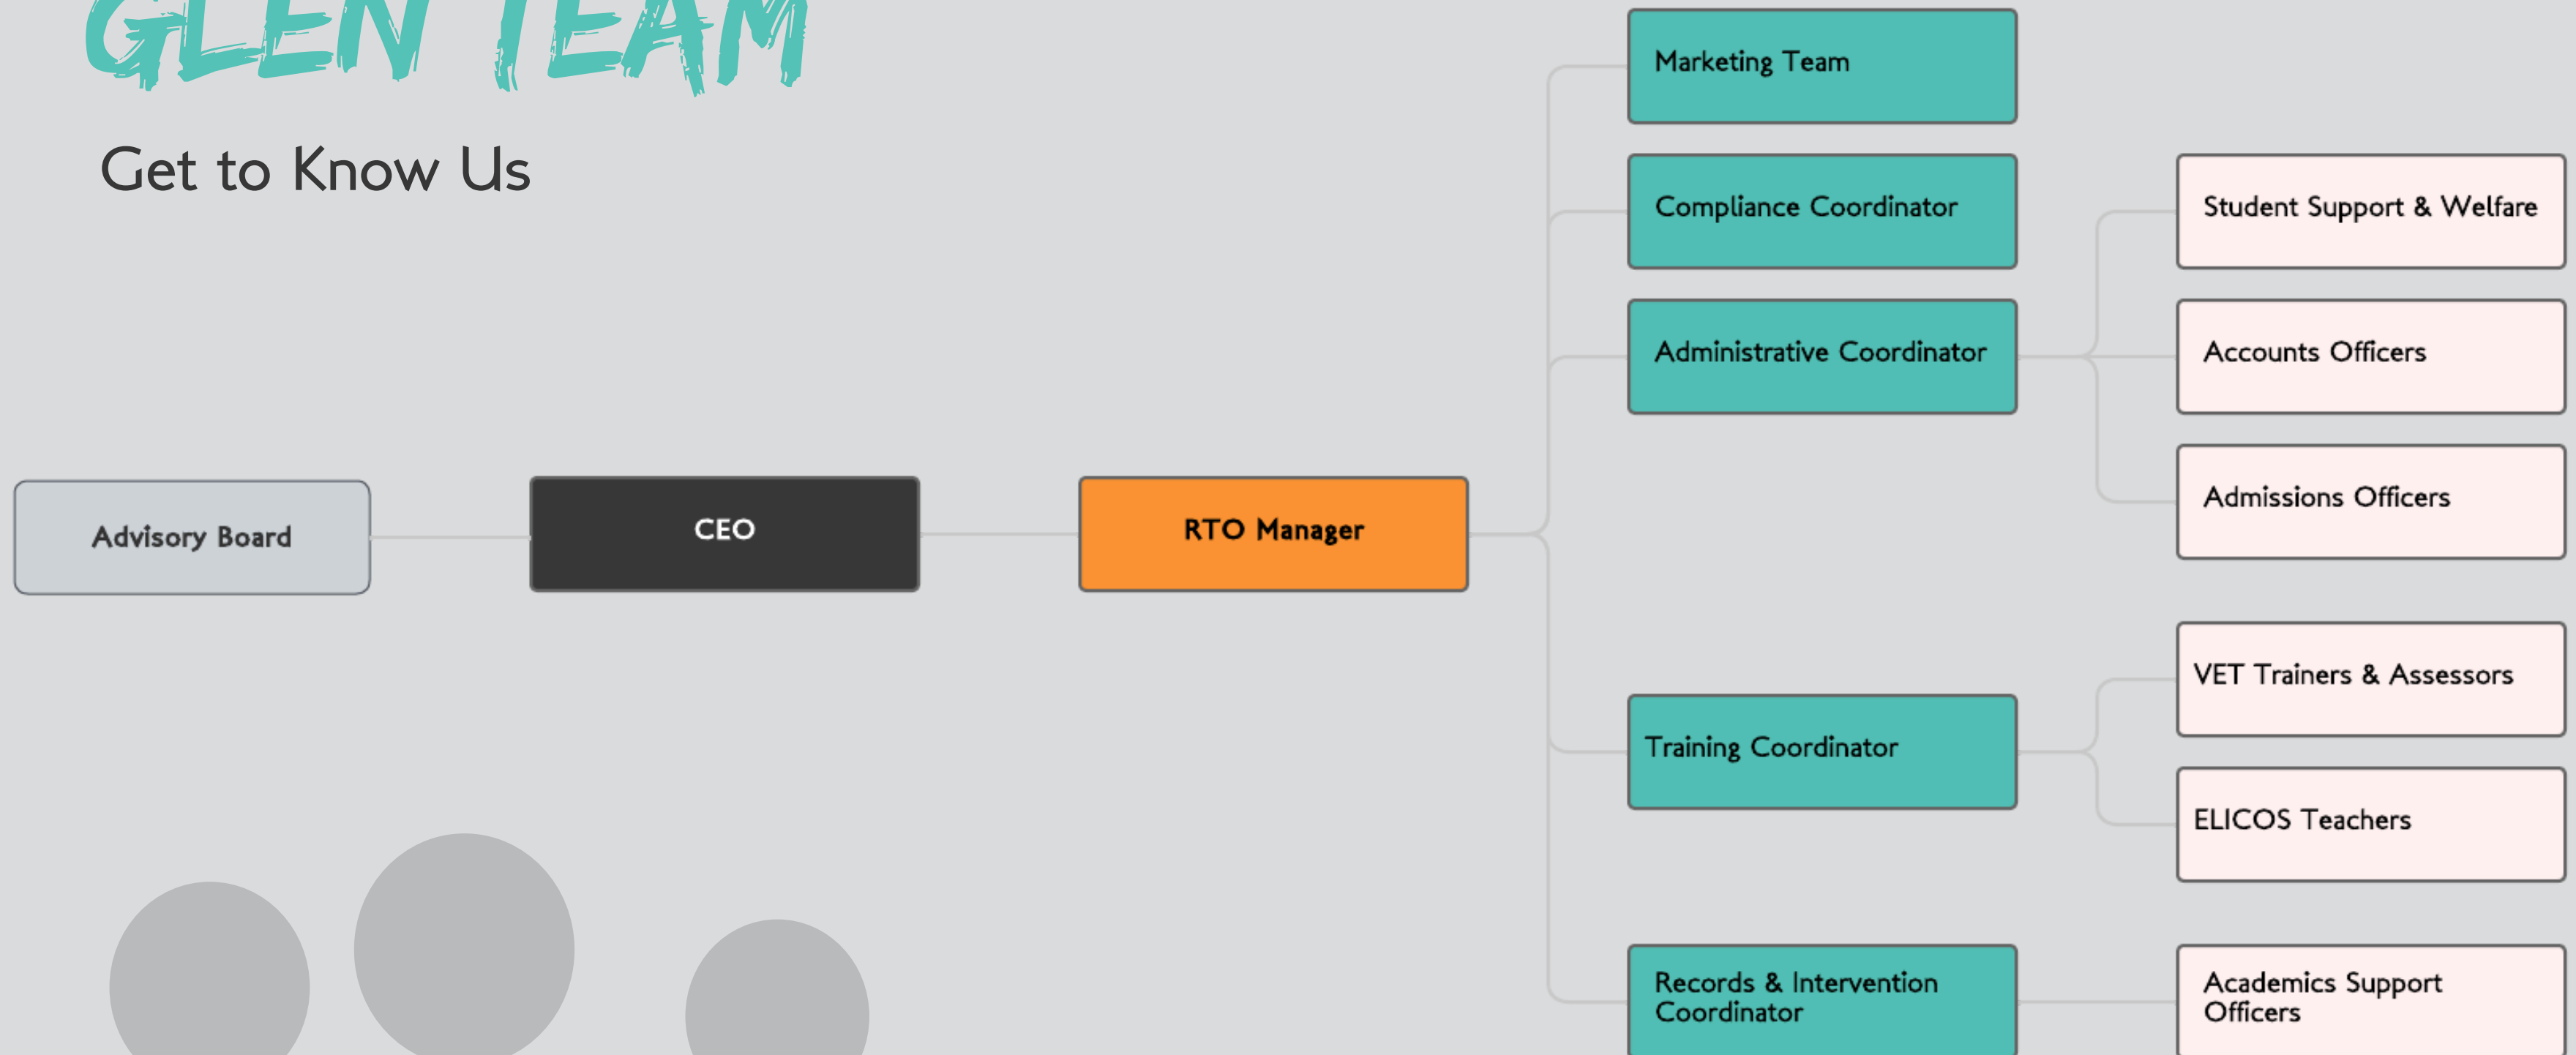 GLEN TEAM
Get to Know Us
Marketing Team
Compliance Coordinator
Student Support & Welfare
Administrative Coordinator
Accounts Officers
Admissions Officers
Advisory Board
CEO
RTO Manager
VET Trainers & Assessors
Training Coordinator
ELICOS Teachers
Records & Intervention
Coordinator
Academics Support
Officers